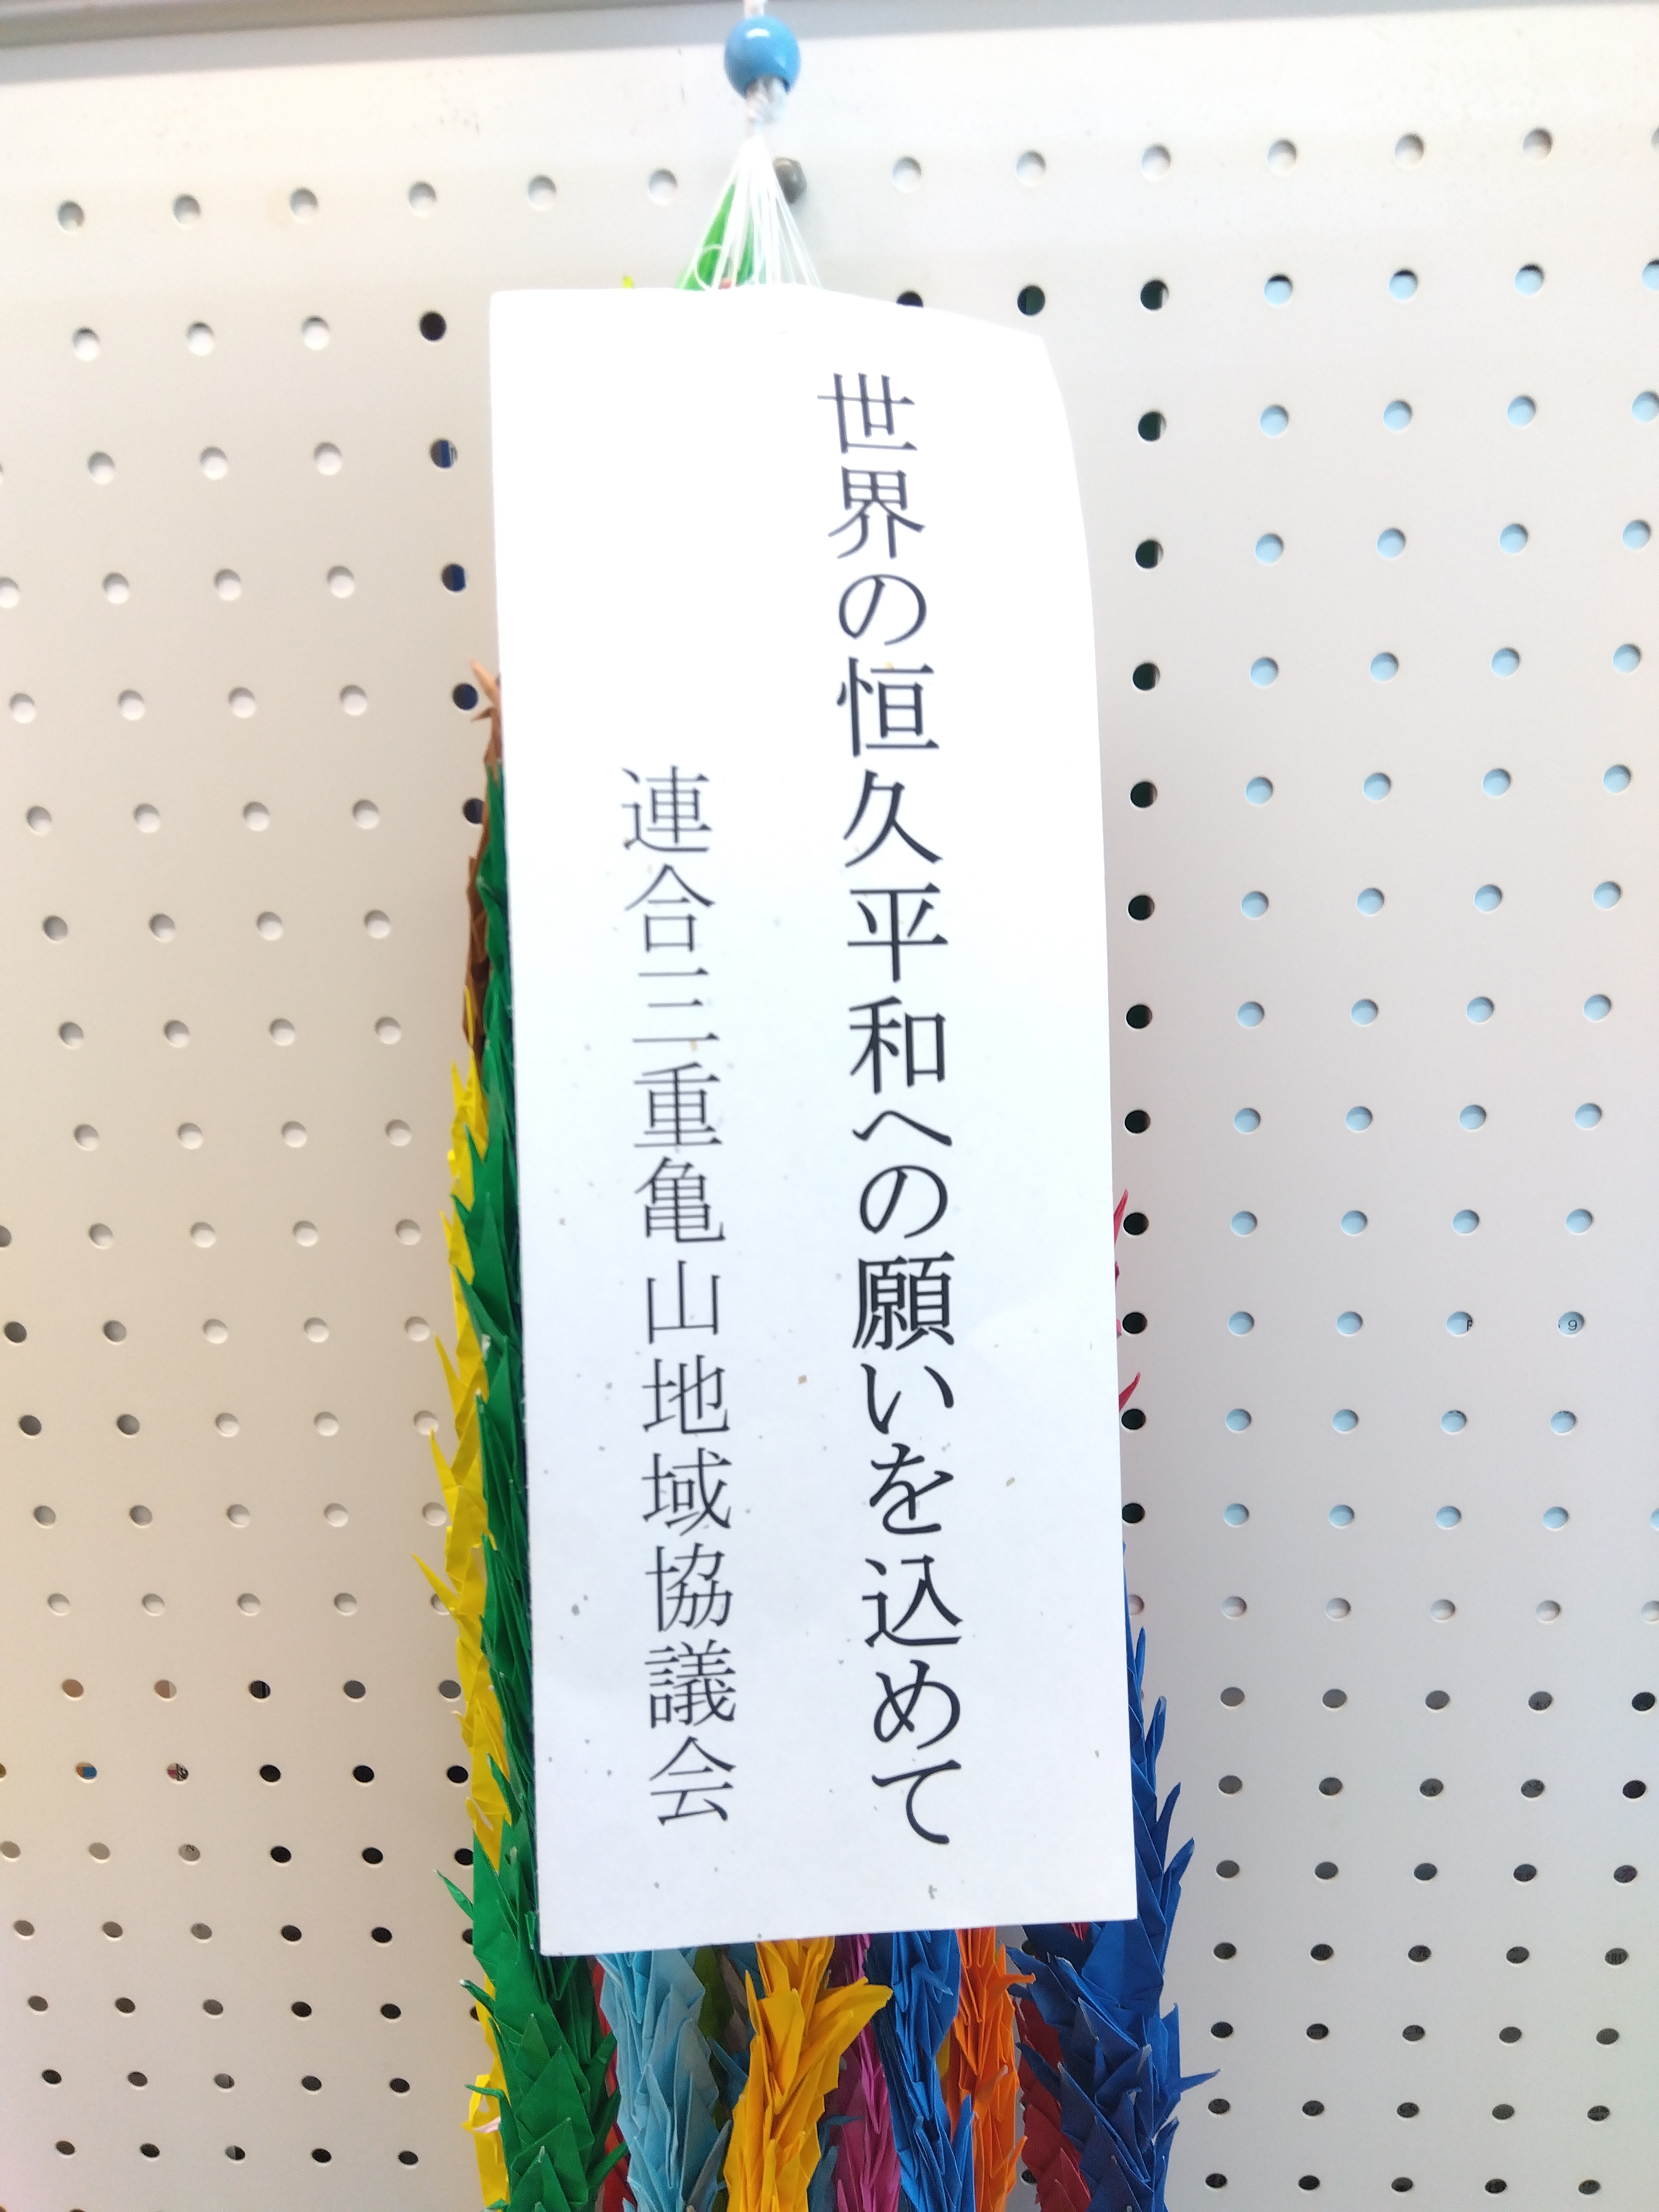 世界の恒久平和への願いを込めて
連合三重亀山地域協議会